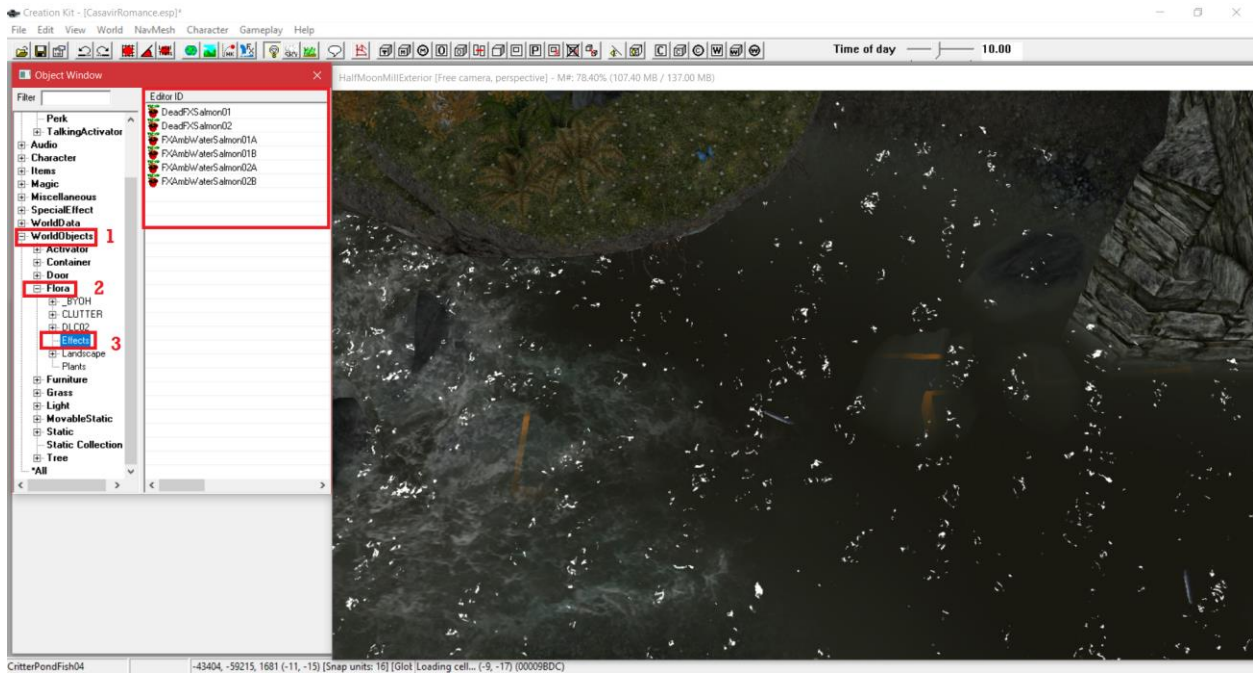 Creation Kit - [CasavirRomance.esp]*
File Edit View World NavMesh Character Gameplay Help
Time of day 10.00
Object Window
HalfMoonMillExterior [Free camera, perspective] - M#: 78.40% (107.40 MB / 137.00 MB)
Filter
Editor ID
DeadFXSalmon01
DeadFXSalmon02
FXAmbWaterSalmon01A
FXAmbWaterSalmon01B
FXAmbWaterSalmon02A
FXAmbWaterSalmon02B
Perk
TalkingActivator
Audio
Character
Items
Magic
Miscellaneous
SpecialEffect
WorldData
WorldObjects 1
Activator
Container
Door
Flora 2
_BYOH
CLUTTER
DLC02
Effects 3
Landscape
Plants
Furniture
Grass
Light
MovableStatic
Static
Static Collection
Tree
*All
CritterPondFish04
-43404, -59215, 1681 (-11, -15) [Snap units: 16] [Glot Loading cell... (-9, -17) (00009BDC)